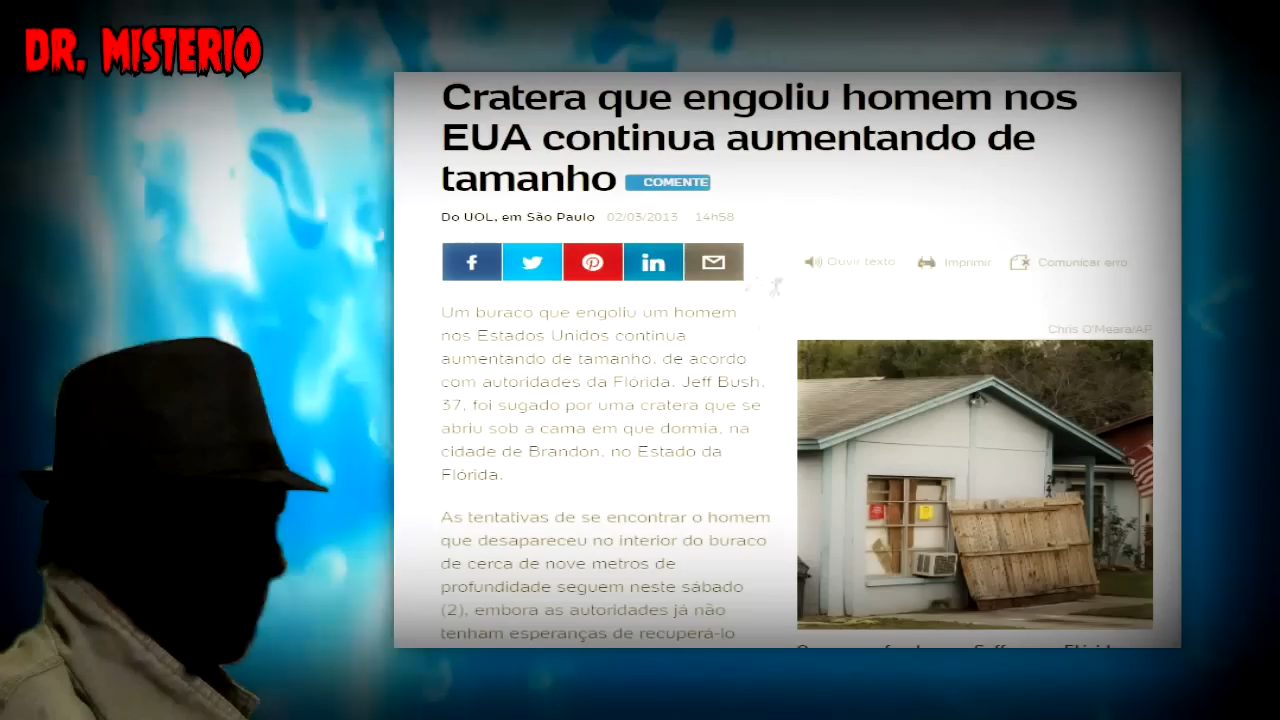 DR. MISTERIO
Cratera que engoliu homem nos
EUA continua aumentando de
tamanho COMENTE
Do UOL, em São Paulo 02/03/2013 14h58
Ouvir texto Imprimir Comunicar erro
Um buraco que engoliu um homem
nos Estados Unidos continua
aumentando de tamanho, de acordo
com autoridades da Flórida. Jeff Bush,
37, foi sugado por uma cratera que se
abriu sob a cama em que dormia, na
cidade de Brandon, no Estado da
Flórida.
As tentativas de se encontrar o homem
que desapareceu no interior do buraco
de cerca de nove metros de
profundidade seguem neste sábado
(2), embora as autoridades já não
tenham esperanças de recuperá-lo
Chris O'Meara/AP